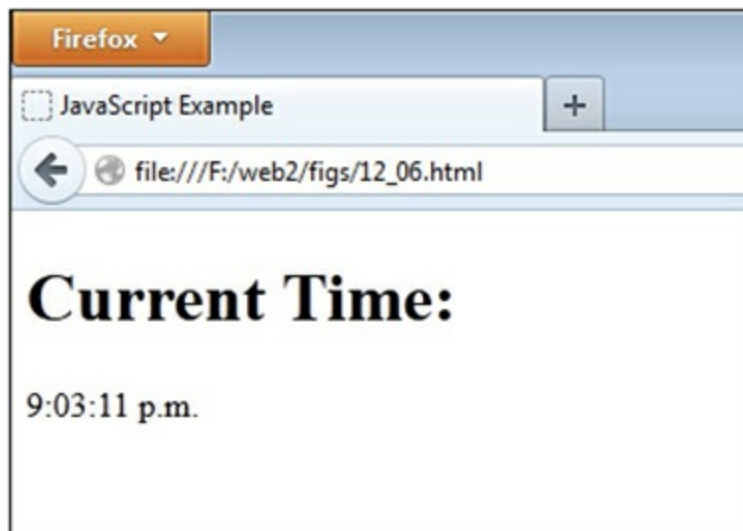 Firefox
JavaScript Example
file:///F:/web2/figs/12_06.html
Current Time:
9:03:11 p.m.